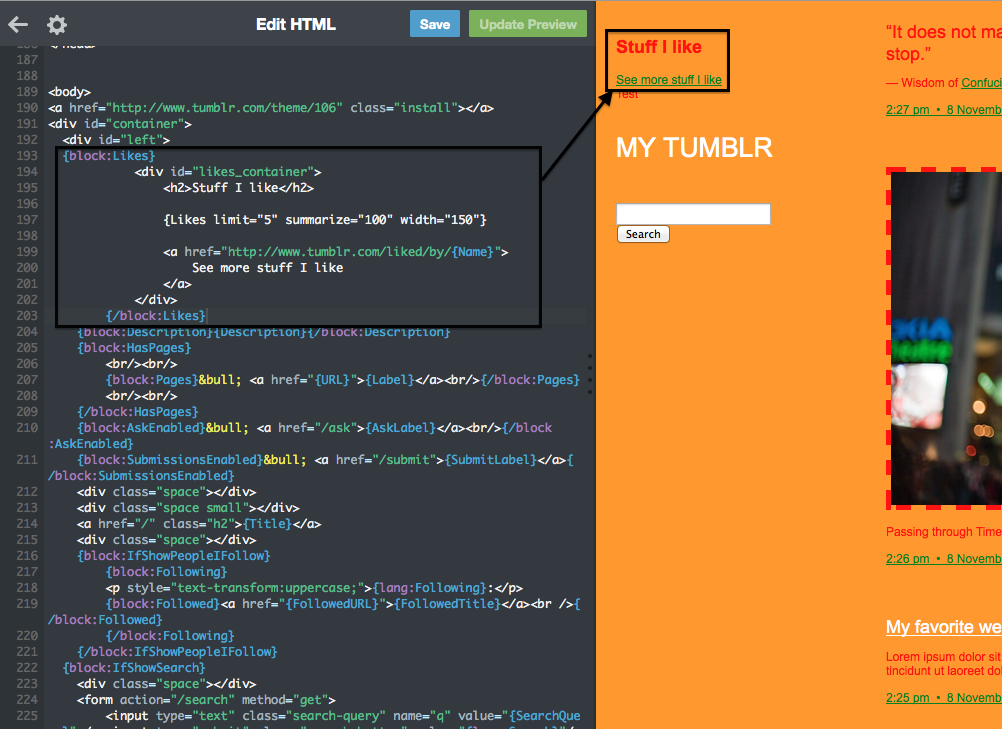 Edit HTML
Save
Update Preview
187
188
189 <body>
190 <a href="http://www.tumblr.com/theme/106" class="install"></a>
191 <div id="container">
192 <div id="left">
193 {block:Likes}
194 <div id="likes_container">
195 <h2>Stuff I like</h2>
196
197 {Likes limit="5" summarize="100" width="150"}
198
199 <a href="http://www.tumblr.com/liked/by/{Name}">
200 See more stuff I like
201 </a>
202 </div>
203 {/block:Likes}
204 {block:Description}{Description}{/block:Description}
205 {block:HasPages}
206 <br/><br/>
207 {block:Pages}&bull; <a href="{URL}">{Label}</a><br/>{/block:Pages}
208 <br/><br/>
209 {/block:HasPages}
210 {block:AskEnabled}&bull; <a href="/ask">{AskLabel}</a><br/>{/block
:AskEnabled}
211 {block:SubmissionsEnabled}&bull; <a href="/submit">{SubmitLabel}</a>{
/block:SubmissionsEnabled}
212 <div class="space"></div>
213 <div class="space small"></div>
214 <a href="/" class="h2">{Title}</a>
215 <div class="space"></div>
216 {block:IfShowPeopleIFollow}
217 {block:Following}
218 <p style="text-transform:uppercase;">{lang:Following}:</p>
219 {block:Followed}<a href="{FollowedURL}">{FollowedTitle}</a><br />{
/block:Followed}
220 {/block:Following}
221 {/block:IfShowPeopleIFollow}
222 {block:IfShowSearch}
223 <div class="space"></div>
224 <form action="/search" method="get">
225 <input type="text" class="search-query" name="q" value="{SearchQue
Stuff I like
See more stuff I like
Test
MY TUMBLR
Search
“It does not ma
stop.”
— Wisdom of Confuci
2:27 pm • 8 Novemb
NOKIA
Passing through Time
2:26 pm • 8 Novemb
My favorite we
Lorem ipsum dolor sit
tincidunt ut laoreet dol
2:25 pm • 8 Novemb